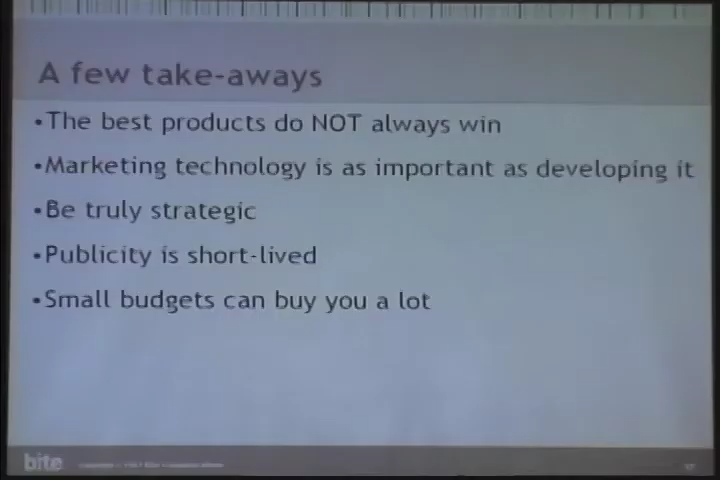 A few take-aways
•The best products do NOT always win
•Marketing technology is as important as developing it
•Be truly strategic
•Publicity is short-lived
•Small budgets can buy you a lot
bite